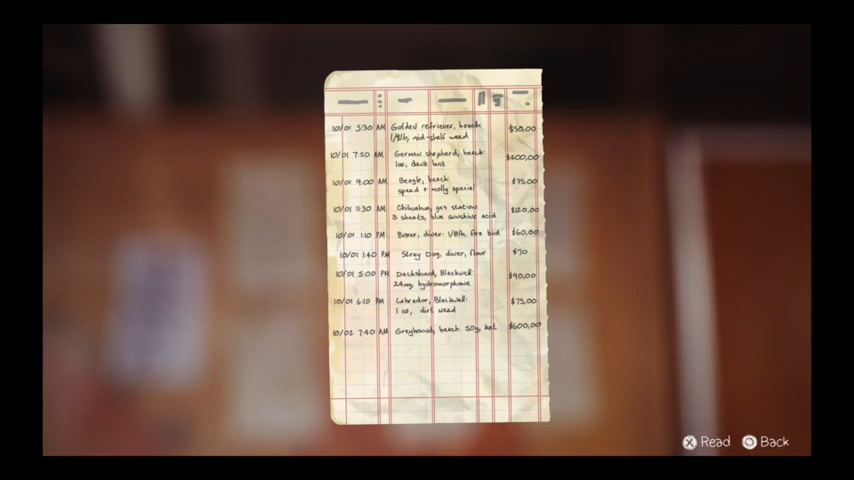 10/01 5:30 AM Golden retriever, beach: $50.00
1/8lb, mid-shelf weed
10/01 7:50 AM German shepherd, beach: $400.00
1oz, dank bud
10/01 9:00 AM Beagle, beach: $75.00
speed + molly special
10/01 11:30 AM Chihuahua, gas station: $120.00
3 sheets, blue sunshine acid
10/01 1:10 PM Boxer, diner: 1/8lb, fire bud $60.00
10/01 1:40 PM Stray Dog, diner, flour $70
10/01 5:00 PM Dachshund, Blackwell: $90.00
24mg, hydromorphone
10/01 6:10 PM Labrador, Blackwell: $75.00
1 oz, dirt weed
10/02 7:40 AM Greyhound, beach: 50g, ket $600.00
Read Back